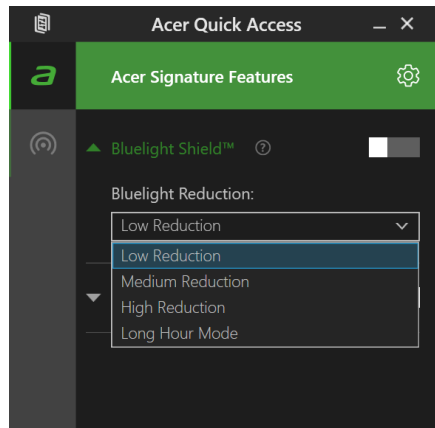 Acer Quick Access
a
Acer Signature Features
Bluelight Shield™ ?
Bluelight Reduction:
Low Reduction
Low Reduction
Medium Reduction
High Reduction
Long Hour Mode